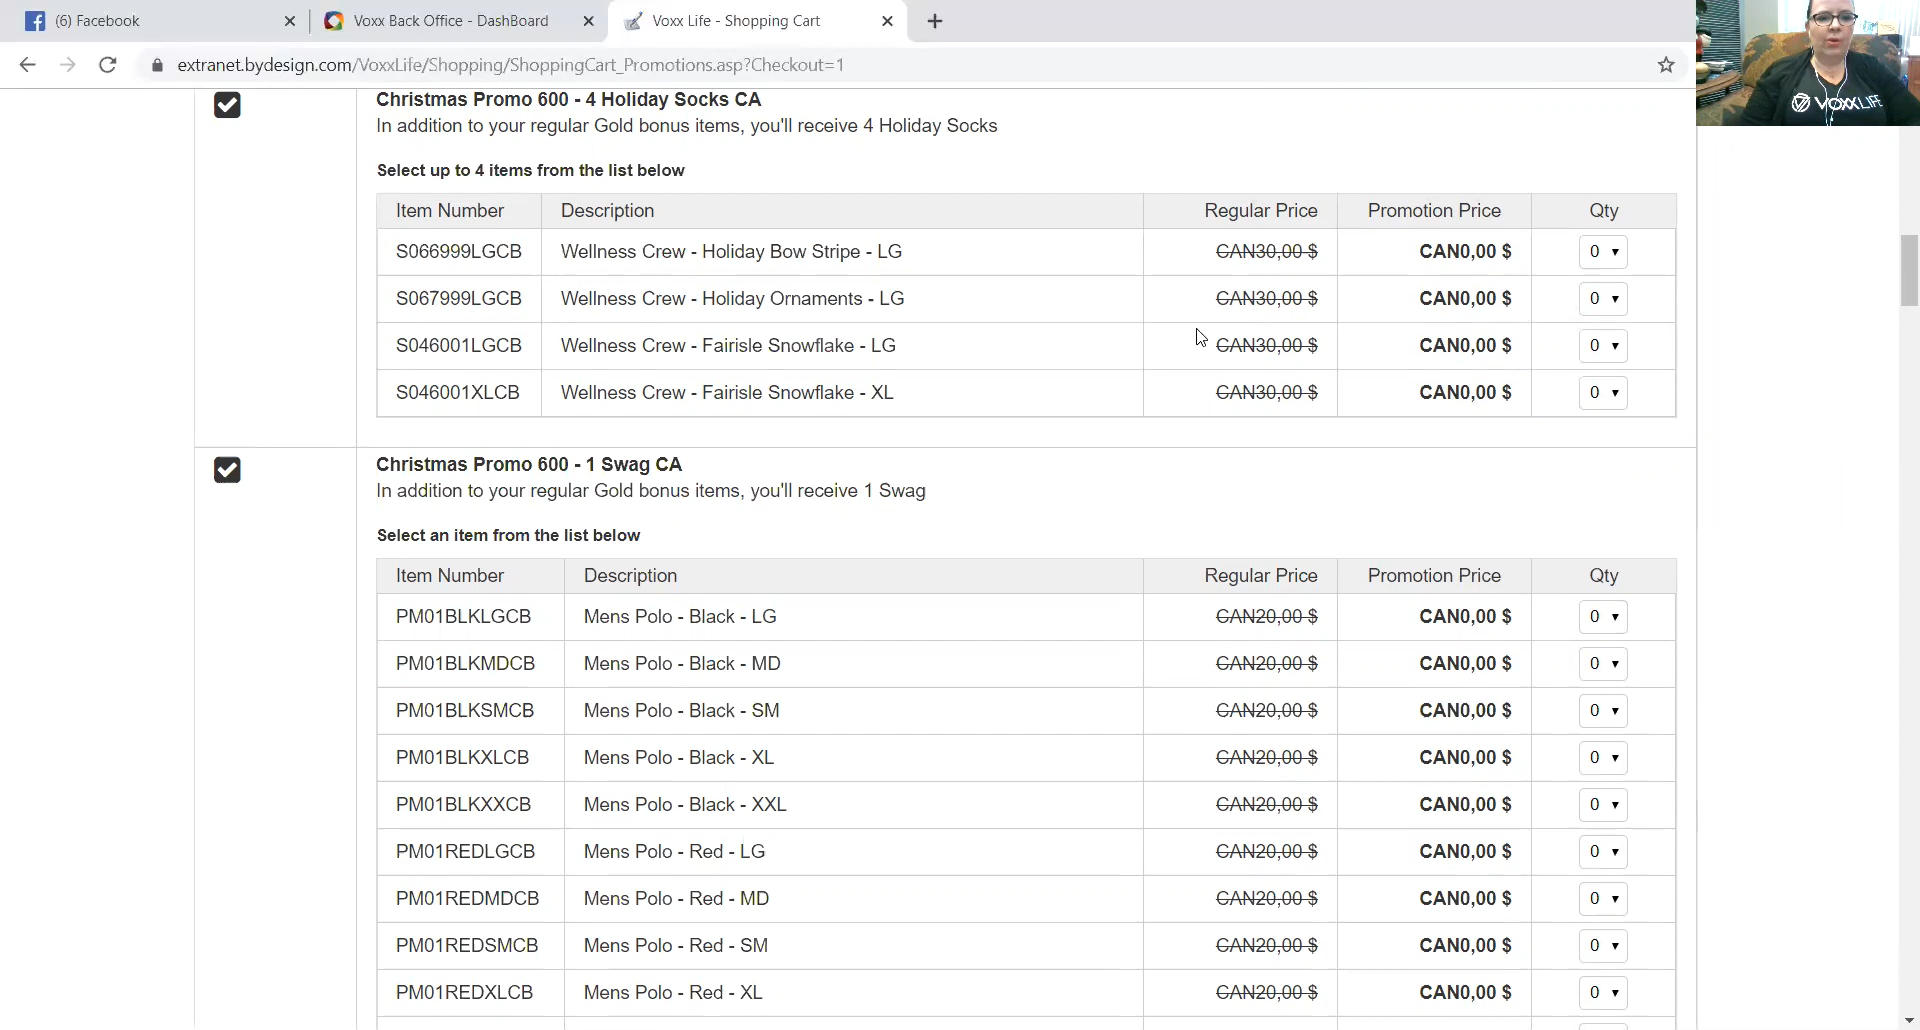 (6) Facebook
Voxx Back Office - DashBoard
Voxx Life - Shopping Cart
extranet.bydesign.com/VoxxLife/Shopping/ShoppingCart_Promotions.asp?Checkout=1
VOXXLIFE
Christmas Promo 600 - 4 Holiday Socks CA
In addition to your regular Gold bonus items, you'll receive 4 Holiday Socks
Select up to 4 items from the list below
Item Number Description Regular Price Promotion Price Qty
S066999LGCB Wellness Crew - Holiday Bow Stripe - LG CAN30,00 $ CAN0,00 $ 0
S067999LGCB Wellness Crew - Holiday Ornaments - LG CAN30,00 $ CAN0,00 $ 0
S046001LGCB Wellness Crew - Fairisle Snowflake - LG CAN30,00 $ CAN0,00 $ 0
S046001XLCB Wellness Crew - Fairisle Snowflake - XL CAN30,00 $ CAN0,00 $ 0
Christmas Promo 600 - 1 Swag CA
In addition to your regular Gold bonus items, you'll receive 1 Swag
Select an item from the list below
Item Number Description Regular Price Promotion Price Qty
PM01BLKLGCB Mens Polo - Black - LG CAN20,00 $ CAN0,00 $ 0
PM01BLKMDCB Mens Polo - Black - MD CAN20,00 $ CAN0,00 $ 0
PM01BLKSMCB Mens Polo - Black - SM CAN20,00 $ CAN0,00 $ 0
PM01BLKXLCB Mens Polo - Black - XL CAN20,00 $ CAN0,00 $ 0
PM01BLKXXCB Mens Polo - Black - XXL CAN20,00 $ CAN0,00 $ 0
PM01REDLGCB Mens Polo - Red - LG CAN20,00 $ CAN0,00 $ 0
PM01REDMDCB Mens Polo - Red - MD CAN20,00 $ CAN0,00 $ 0
PM01REDSMCB Mens Polo - Red - SM CAN20,00 $ CAN0,00 $ 0
PM01REDXLCB Mens Polo - Red - XL CAN20,00 $ CAN0,00 $ 0